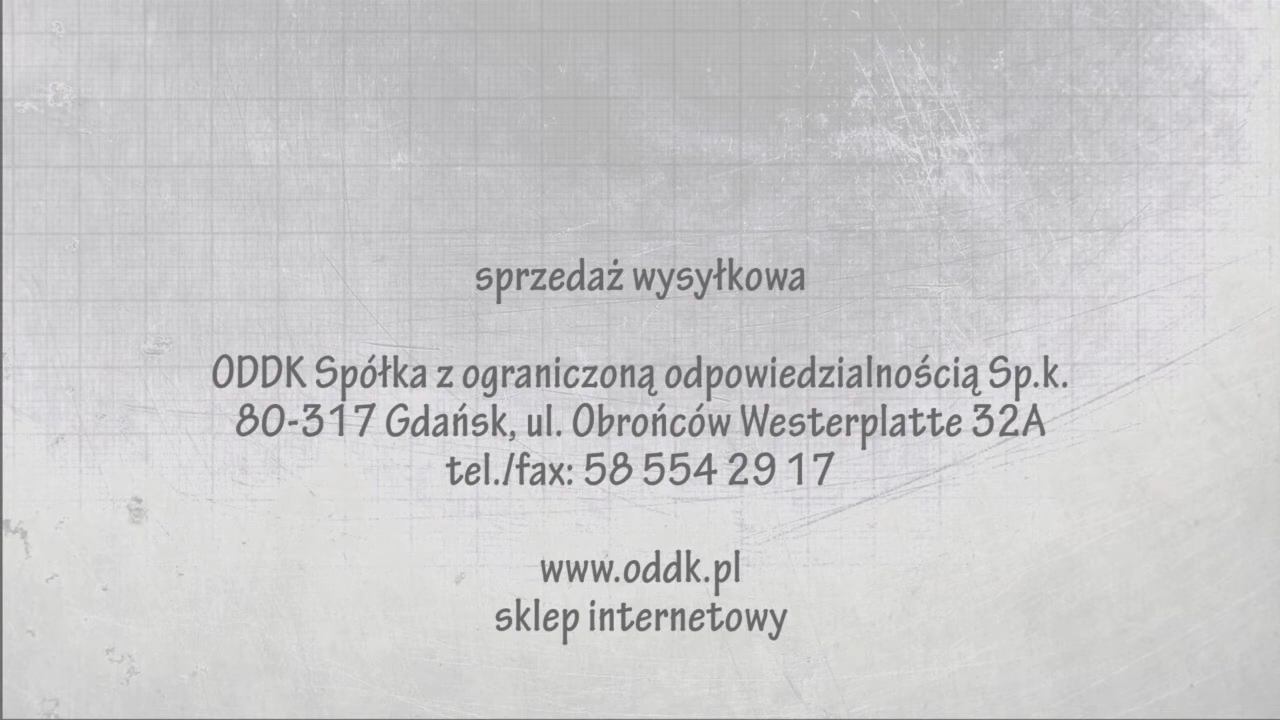 sprzedaż wysyłkowa
ODDK Spółka z ograniczoną odpowiedzialnością Sp.k.
80-317 Gdańsk, ul. Obrońców Westerplatte 32A
tel./fax: 58 554 29 17
www.oddk.pl
sklep internetowy